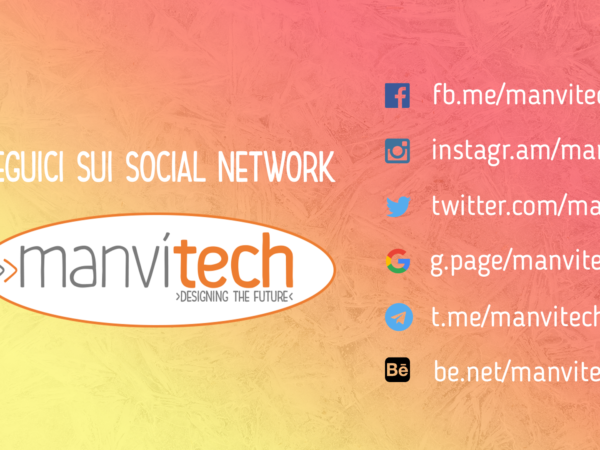 EGUICI SUI SOCIAL NETWORK
manvitech
>DESIGNING THE FUTURE<
fb.me/manvitec
instagr.am/man
twitter.com/ma
g.page/manvite
t.me/manvitech
be.net/manvite